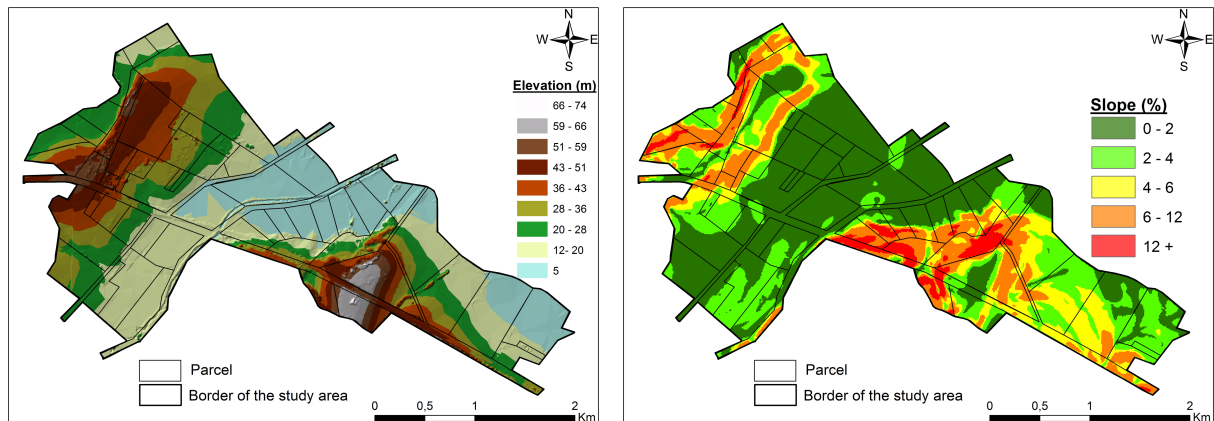 N
W E
S
Elevation (m)
66 - 74
59 - 66
51 - 59
43 - 51
36 - 43
28 - 36
20 - 28
12- 20
5
Parcel
Border of the study area
0 0,5 1 2
Km
N
W E
S
Slope (%)
0 - 2
2 - 4
4 - 6
6 - 12
12 +
Parcel
Border of the study area
0 0,5 1 2
Km